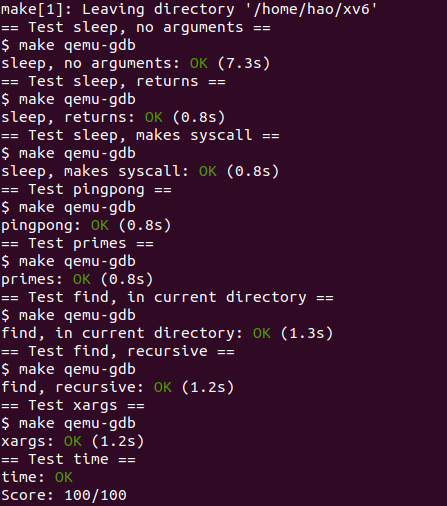 make[1]: Leaving directory '/home/hao/xv6'
== Test sleep, no arguments ==
$ make qemu-gdb
sleep, no arguments: OK (7.3s)
== Test sleep, returns ==
$ make qemu-gdb
sleep, returns: OK (0.8s)
== Test sleep, makes syscall ==
$ make qemu-gdb
sleep, makes syscall: OK (0.8s)
== Test pingpong ==
$ make qemu-gdb
pingpong: OK (0.8s)
== Test primes ==
$ make qemu-gdb
primes: OK (0.8s)
== Test find, in current directory ==
$ make qemu-gdb
find, in current directory: OK (1.3s)
== Test find, recursive ==
$ make qemu-gdb
find, recursive: OK (1.2s)
== Test xargs ==
$ make qemu-gdb
xargs: OK (1.2s)
== Test time ==
time: OK
Score: 100/100